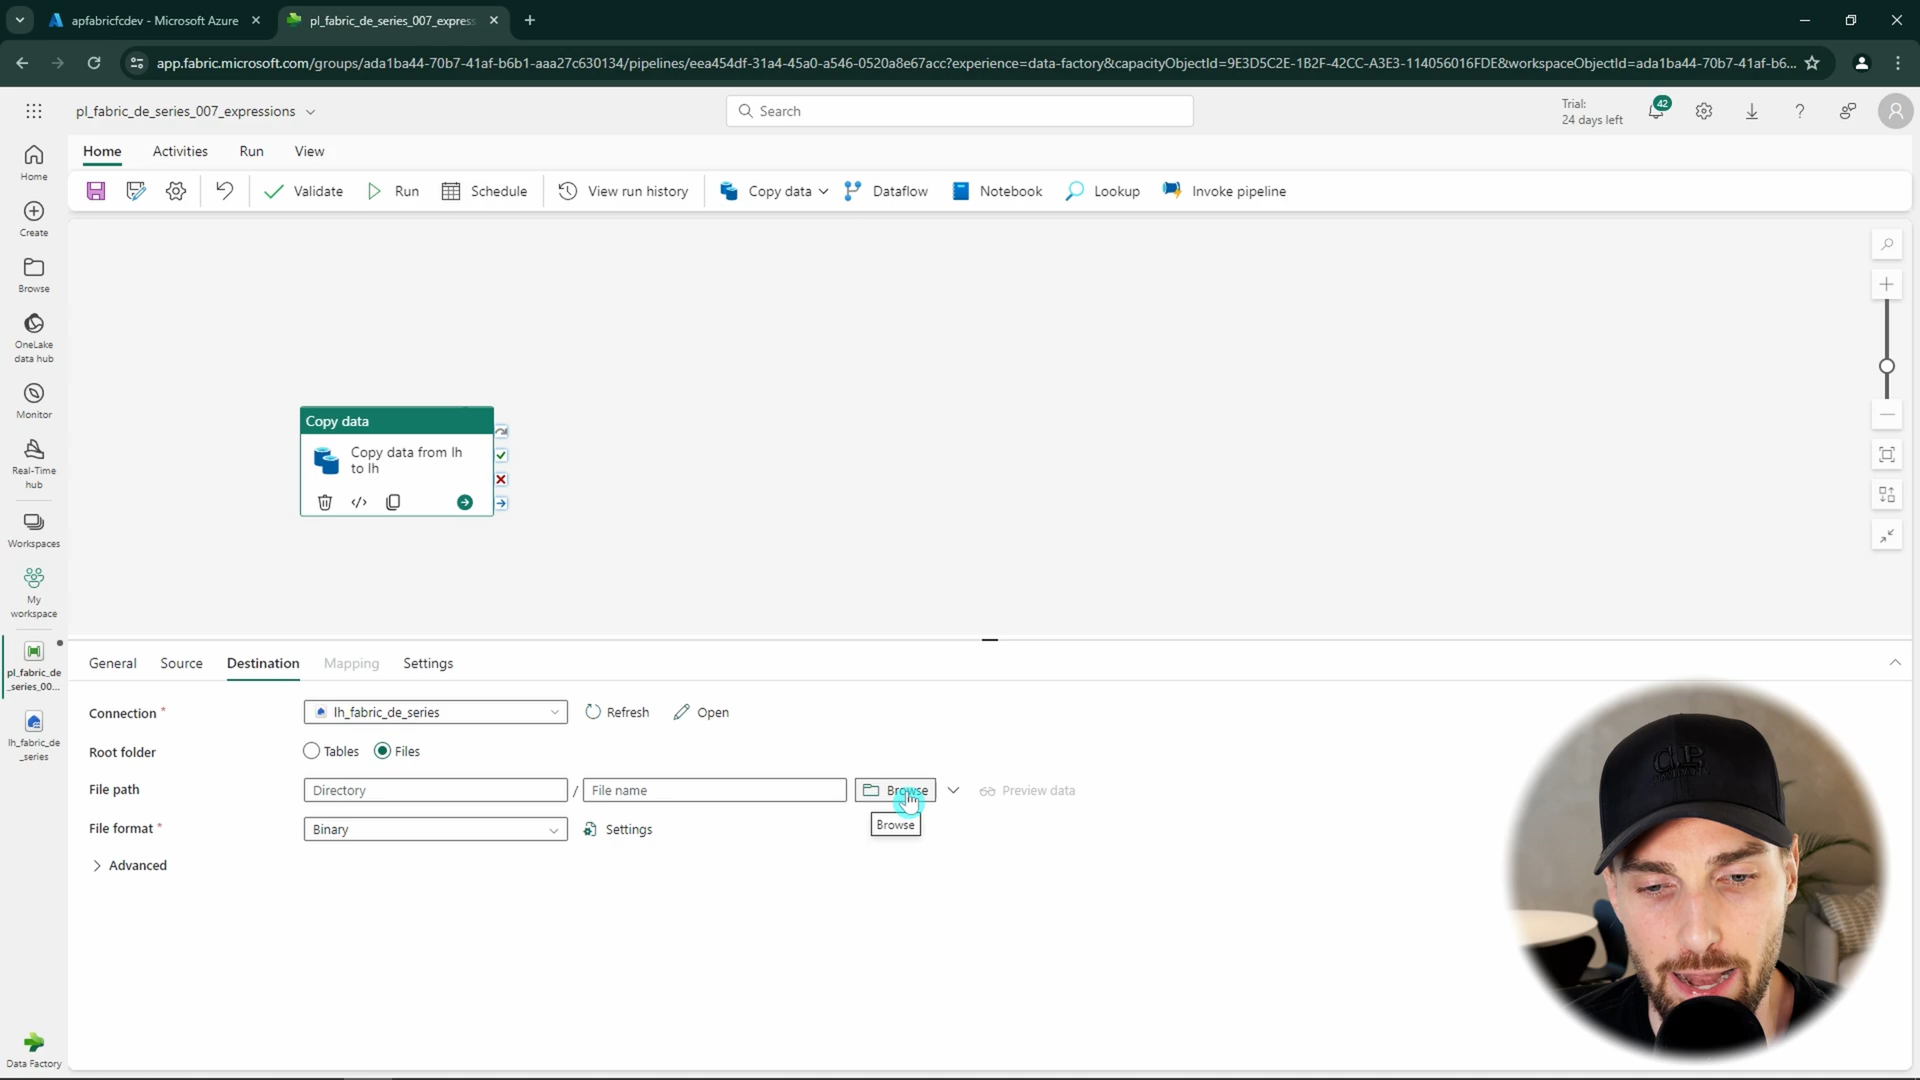 apfabricfcdev - Microsoft Azure
pl_fabric_de_series_007_express
app.fabric.microsoft.com/groups/ada1ba44-70b7-41af-b6b1-aaa27c630134/pipelines/eea454df-31a4-45a0-a546-0520a8e67acc?experience=data-factory&capacityObjectId=9E3D5C2E-1B2F-42CC-A3E3-114056016FDE&workspaceObjectId=ada1ba44-70b7-41af-b6...
pl_fabric_de_series_007_expressions
Search
Trial:
24 days left
42
Home Activities Run View
Validate Run Schedule View run history Copy data Dataflow Notebook Lookup Invoke pipeline
Home
Create
Browse
OneLake
data hub
Monitor
Real-Time
hub
Workspaces
My
workspace
pl_fabric_de
_series_00...
lh_fabric_de
_series
Data Factory
Copy data
Copy data from lh
to lh
General Source Destination Mapping Settings
Connection * lh_fabric_de_series Refresh Open
Root folder Tables Files
File path Directory / File name Browse Preview data
Browse
File format * Binary Settings
Advanced